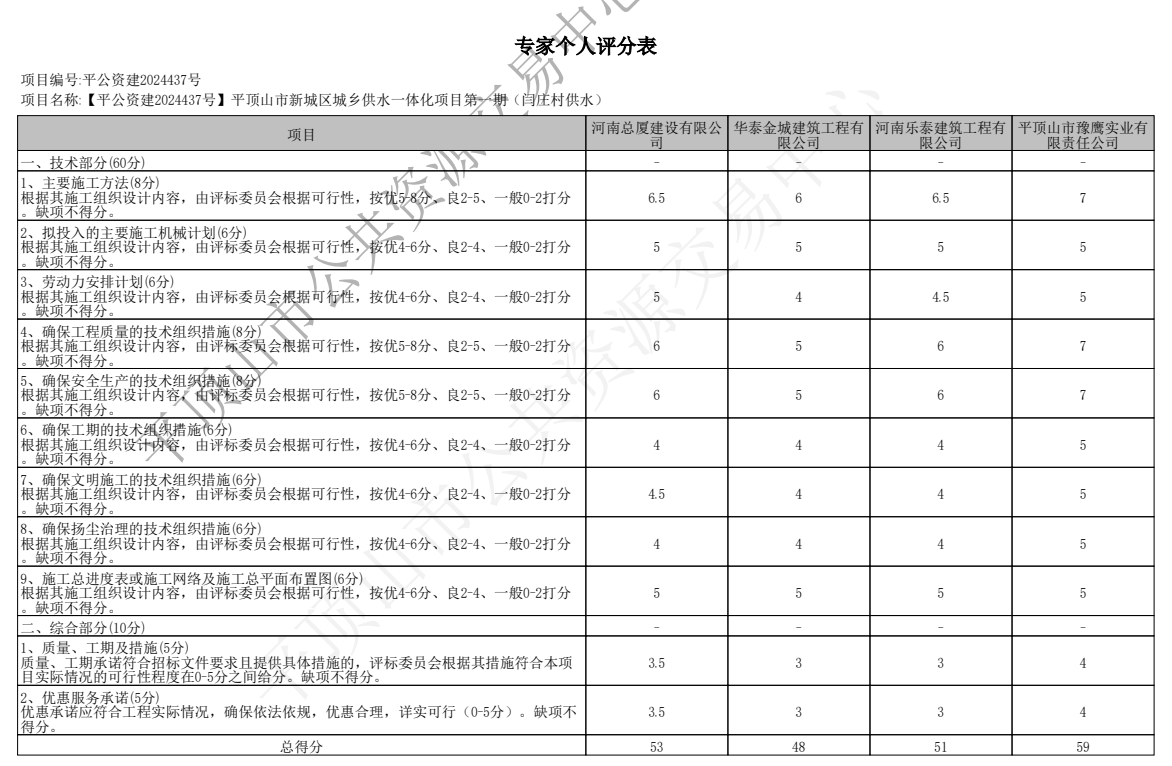 专家个人评分表
项目编号:平公资建2024437号
项目名称:【平公资建2024437号】平顶山市新城区城乡供水一体化项目第一期（闫庄村供水）
项目 河南总厦建设有限公 华泰金城建筑工程有 河南乐泰建筑工程有 平顶山市豫鹰实业有
司 限公司 限公司 限责任公司
一、技术部分(60分) - - - -
1、主要施工方法(8分)
根据其施工组织设计内容，由评标委员会根据可行性，按优5-8分、良2-5、一般0-2打分 6.5 6 6.5 7
。缺项不得分。
2、拟投入的主要施工机械计划(6分)
根据其施工组织设计内容，由评标委员会根据可行性，按优4-6分、良2-4、一般0-2打分 5 5 5 5
。缺项不得分。
3、劳动力安排计划(6分)
根据其施工组织设计内容，由评标委员会根据可行性，按优4-6分、良2-4、一般0-2打分 5 4 4.5 5
。缺项不得分。
4、确保工程质量的技术组织措施(8分)
根据其施工组织设计内容，由评标委员会根据可行性，按优5-8分、良2-5、一般0-2打分 6 5 6 7
。缺项不得分。
5、确保安全生产的技术组织措施(8分)
根据其施工组织设计内容，由评标委员会根据可行性，按优5-8分、良2-5、一般0-2打分 6 5 6 7
。缺项不得分。
6、确保工期的技术组织措施(6分)
根据其施工组织设计内容，由评标委员会根据可行性，按优4-6分、良2-4、一般0-2打分 4 4 4 5
。缺项不得分。
7、确保文明施工的技术组织措施(6分)
根据其施工组织设计内容，由评标委员会根据可行性，按优4-6分、良2-4、一般0-2打分 4.5 4 4 5
。缺项不得分。
8、确保扬尘治理的技术组织措施(6分)
根据其施工组织设计内容，由评标委员会根据可行性，按优4-6分、良2-4、一般0-2打分 4 4 4 5
。缺项不得分。
9、施工总进度表或施工网络及施工总平面布置图(6分)
根据其施工组织设计内容，由评标委员会根据可行性，按优4-6分、良2-4、一般0-2打分 5 5 5 5
。缺项不得分。
二、综合部分(10分) - - - -
1、质量、工期及措施(5分)
质量、工期承诺符合招标文件要求且提供具体措施的，评标委员会根据其措施符合本项 3.5 3 3 4
目实际情况的可行性程度在0-5分之间给分。缺项不得分。
2、优惠服务承诺(5分)
优惠承诺应符合工程实际情况，确保依法依规，优惠合理，详实可行（0-5分）。缺项不 3.5 3 3 4
得分。
总得分 53 48 51 59
平顶山市公共资源交易中心
平顶山市公共资源交易中心